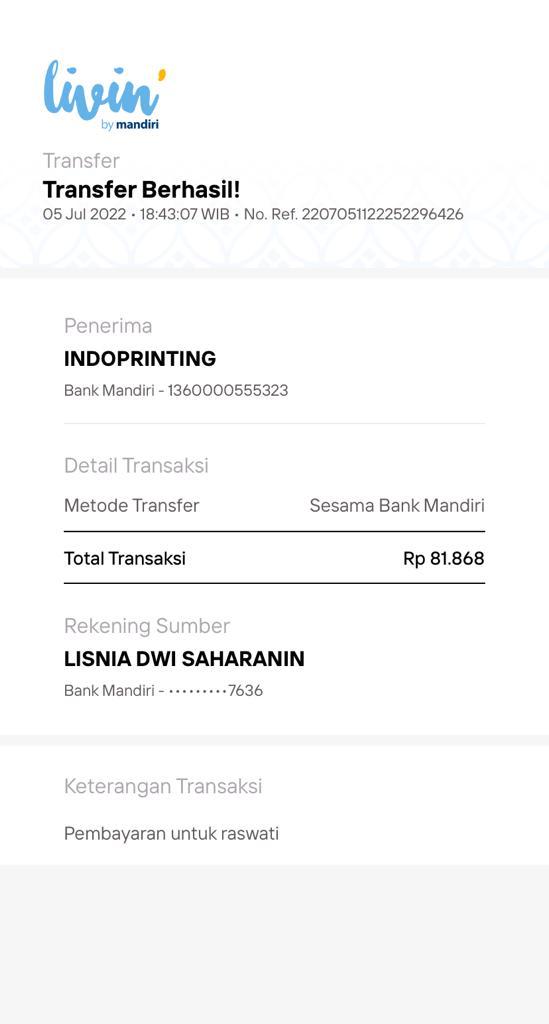 livin'
by mandiri
Transfer
Transfer Berhasil!
05 Jul 2022 • 18:43:07 WIB • No. Ref. 2207051122252296426
Penerima
INDOPRINTING
Bank Mandiri - 1360000555323
Detail Transaksi
Metode Transfer Sesama Bank Mandiri
Total Transaksi Rp 81.868
Rekening Sumber
LISNIA DWI SAHARANIN
Bank Mandiri - •••••••••7636
Keterangan Transaksi
Pembayaran untuk raswati